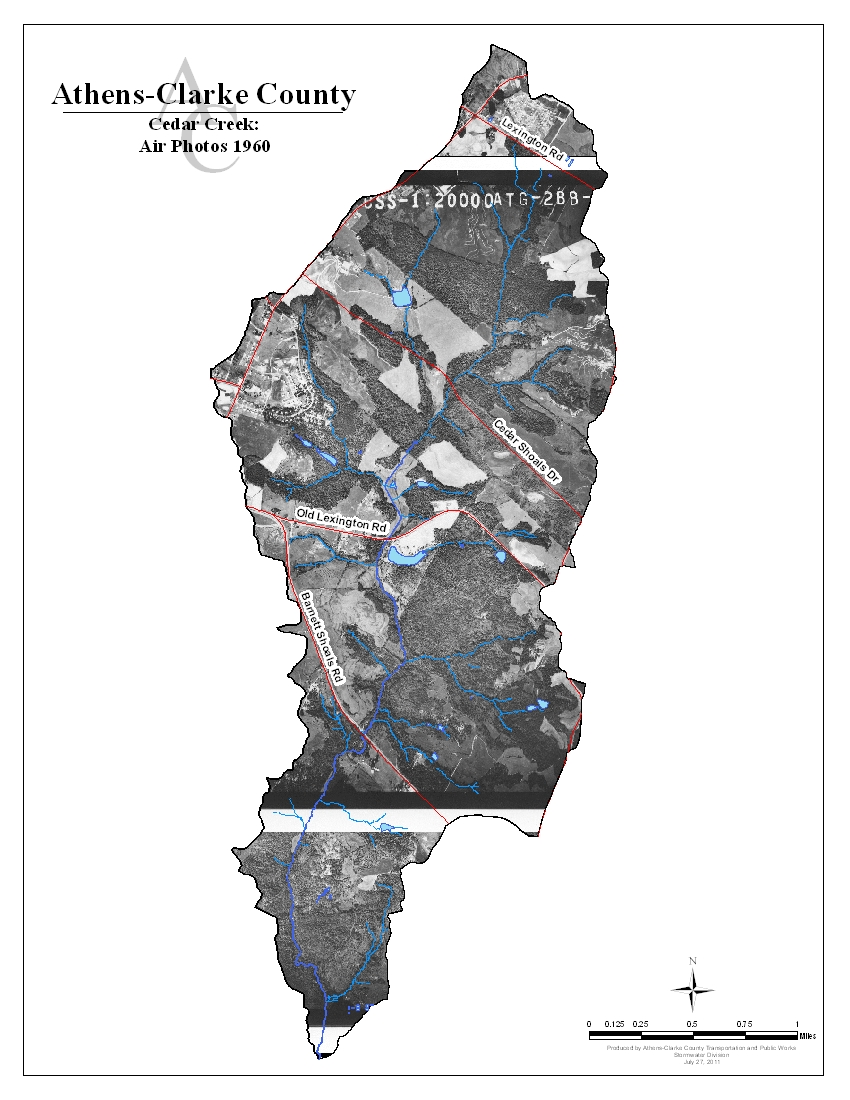 AC
Athens-Clarke County
Cedar Creek:
Air Photos 1960
Lexington Rd
USS-1:20000 ATG-2BB-
Cedar Shoals Dr
Old Lexington Rd
Barnett Shoals Rd
N
0 0.125 0.25 0.5 0.75 1
Miles
Produced by Athens-Clarke County Transportation and Public Works
Stormwater Division
July 27, 2011